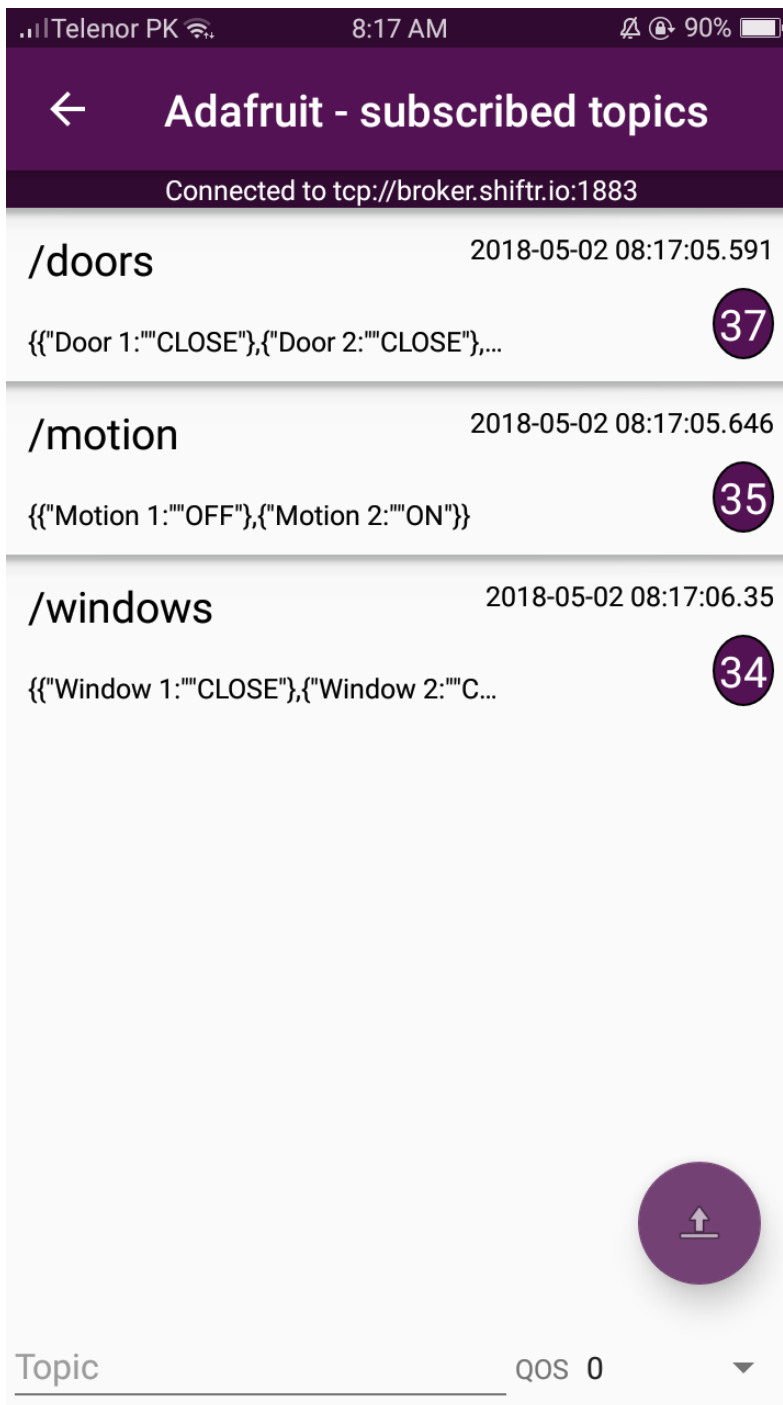 Telenor PK 8:17 AM 90%
Adafruit - subscribed topics
Connected to tcp://broker.shiftr.io:1883
/doors 2018-05-02 08:17:05.591
{{"Door 1:""CLOSE"},{"Door 2:""CLOSE"},... 37
/motion 2018-05-02 08:17:05.646
{{"Motion 1:""OFF"},{"Motion 2:""ON"}} 35
/windows 2018-05-02 08:17:06.35
{{"Window 1:""CLOSE"},{"Window 2:""C... 34
Topic QOS 0